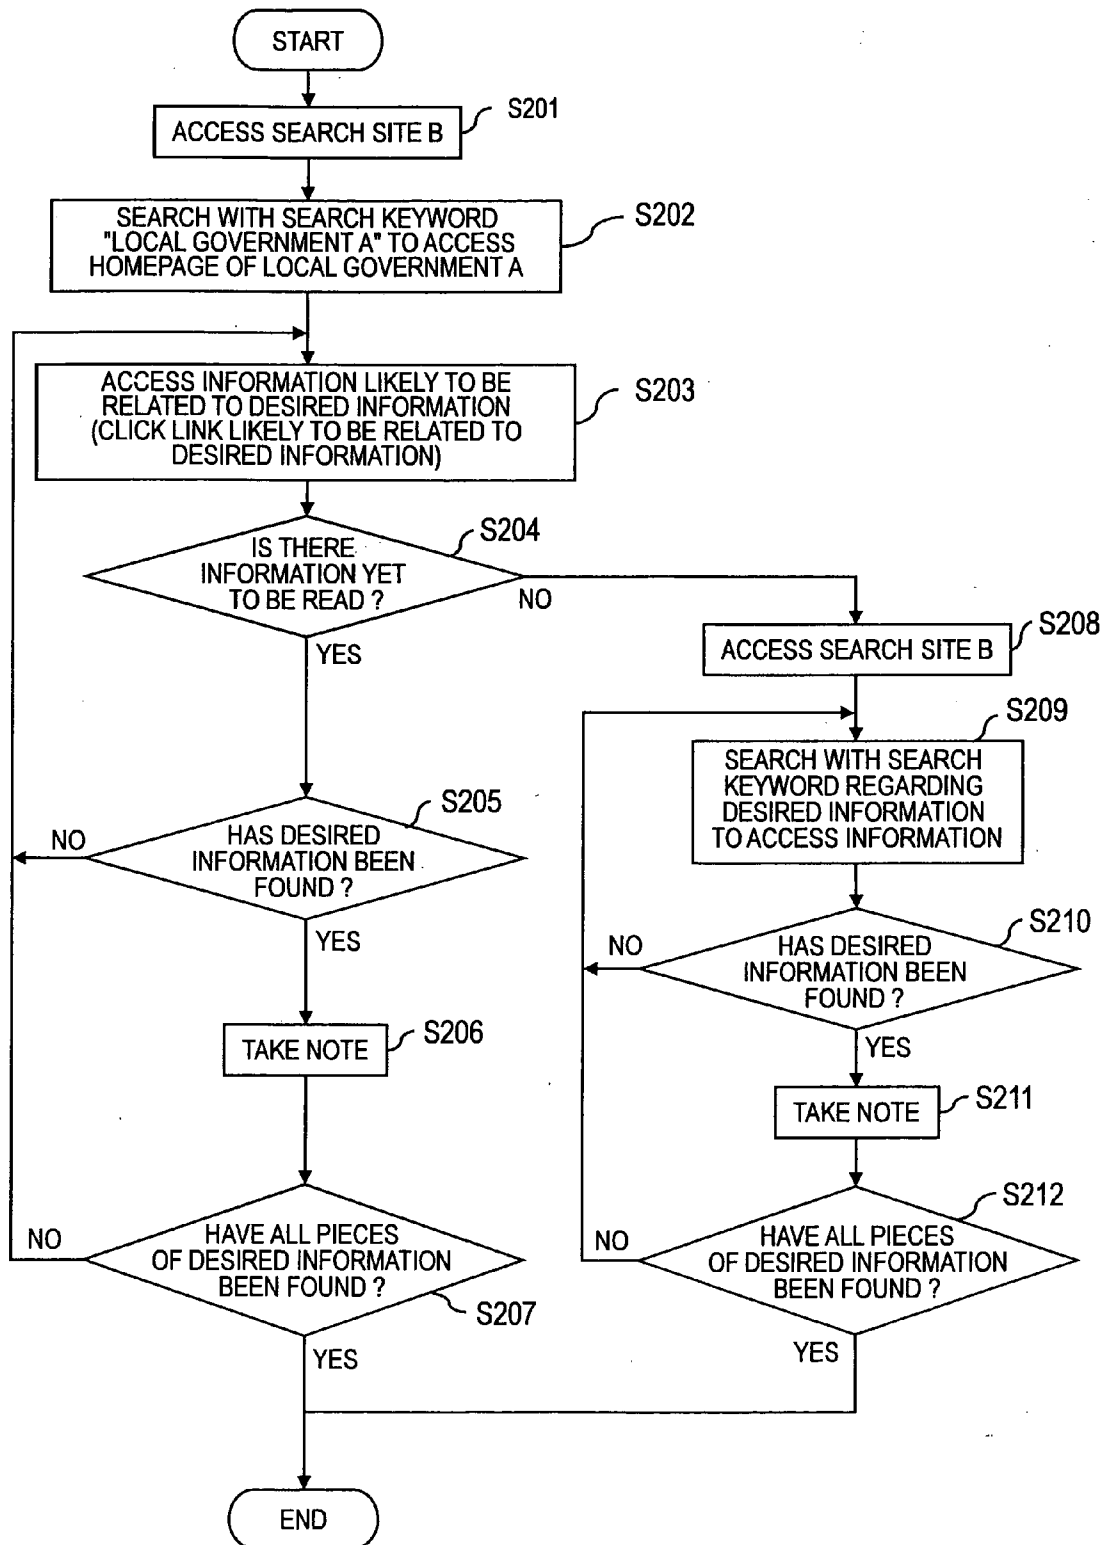 START
ACCESS SEARCH SITE B
S201
SEARCH WITH SEARCH KEYWORD
"LOCAL GOVERNMENT A" TO ACCESS
HOMEPAGE OF LOCAL GOVERNMENT A
S202
ACCESS INFORMATION LIKELY TO BE
RELATED TO DESIRED INFORMATION
(CLICK LINK LIKELY TO BE RELATED TO
DESIRED INFORMATION)
S203
IS THERE
INFORMATION YET
TO BE READ ?
S204
NO
YES
HAS DESIRED
INFORMATION BEEN
FOUND ?
S205
NO
YES
TAKE NOTE
S206
HAVE ALL PIECES
OF DESIRED INFORMATION
BEEN FOUND ?
S207
NO
YES
ACCESS SEARCH SITE B
S208
SEARCH WITH SEARCH
KEYWORD REGARDING
DESIRED INFORMATION
TO ACCESS INFORMATION
S209
HAS DESIRED
INFORMATION BEEN
FOUND ?
S210
NO
YES
TAKE NOTE
S211
HAVE ALL PIECES
OF DESIRED INFORMATION
BEEN FOUND ?
S212
NO
YES
END